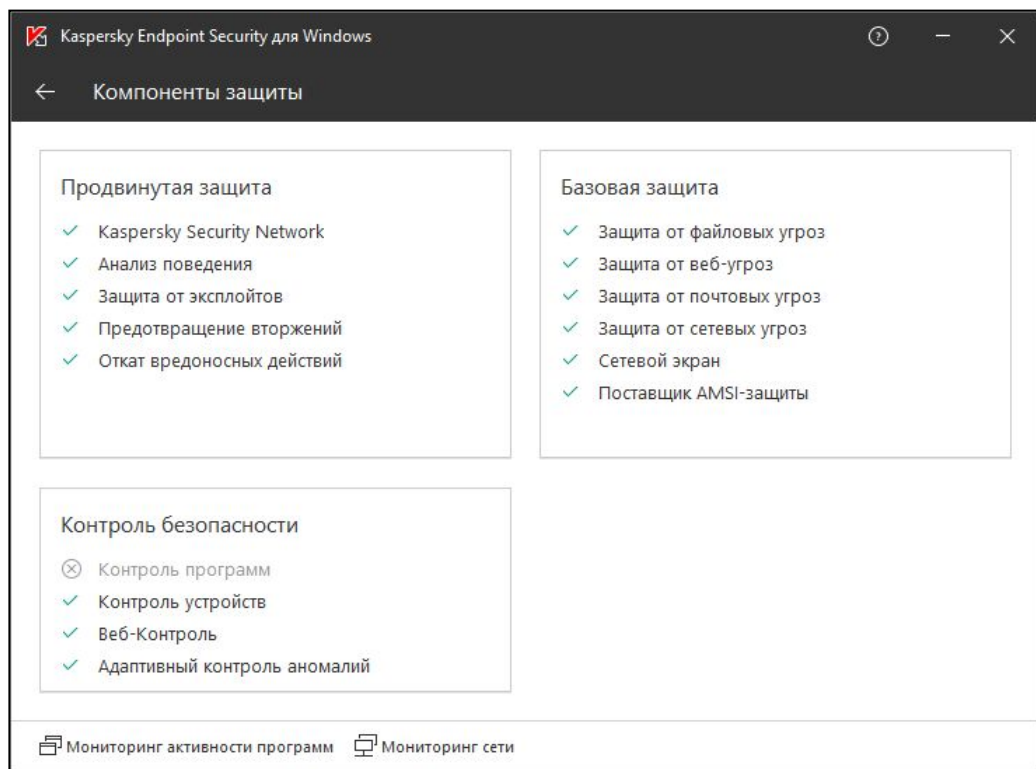 Kaspersky Endpoint Security для Windows
Компоненты защиты
Продвинутая защита
Kaspersky Security Network
Анализ поведения
Защита от эксплойтов
Предотвращение вторжений
Откат вредоносных действий
Базовая защита
Защита от файловых угроз
Защита от веб-угроз
Защита от почтовых угроз
Защита от сетевых угроз
Сетевой экран
Поставщик AMSI-защиты
Контроль безопасности
Контроль программ
Контроль устройств
Веб-Контроль
Адаптивный контроль аномалий
Мониторинг активности программ
Мониторинг сети